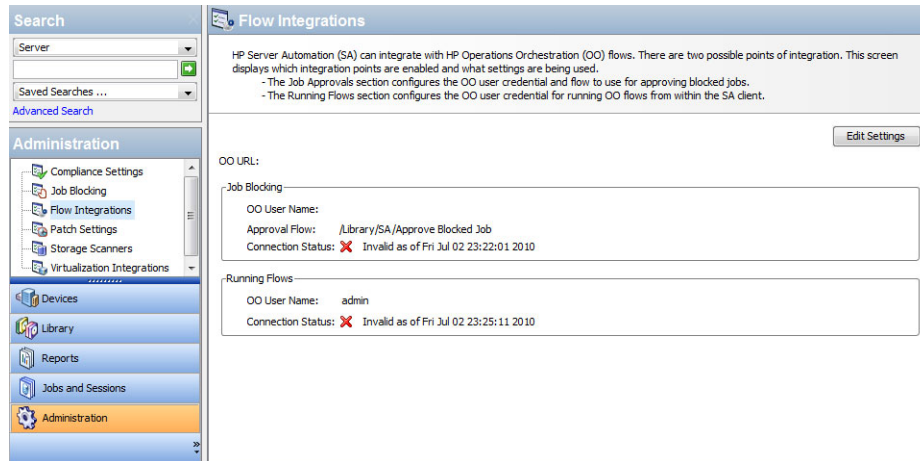 Search
Server
Saved Searches ...
Advanced Search
Administration
Compliance Settings
Job Blocking
Flow Integrations
Patch Settings
Storage Scanners
Virtualization Integrations
Devices
Library
Reports
Jobs and Sessions
Administration
Flow Integrations
HP Server Automation (SA) can integrate with HP Operations Orchestration (OO) flows. There are two possible points of integration. This screen
displays which integration points are enabled and what settings are being used.
- The Job Approvals section configures the OO user credential and flow to use for approving blocked jobs.
- The Running Flows section configures the OO user credential for running OO flows from within the SA client.
Edit Settings
OO URL:
Job Blocking
OO User Name:
Approval Flow: /Library/SA/Approve Blocked Job
Connection Status: Invalid as of Fri Jul 02 23:22:01 2010
Running Flows
OO User Name: admin
Connection Status: Invalid as of Fri Jul 02 23:25:11 2010